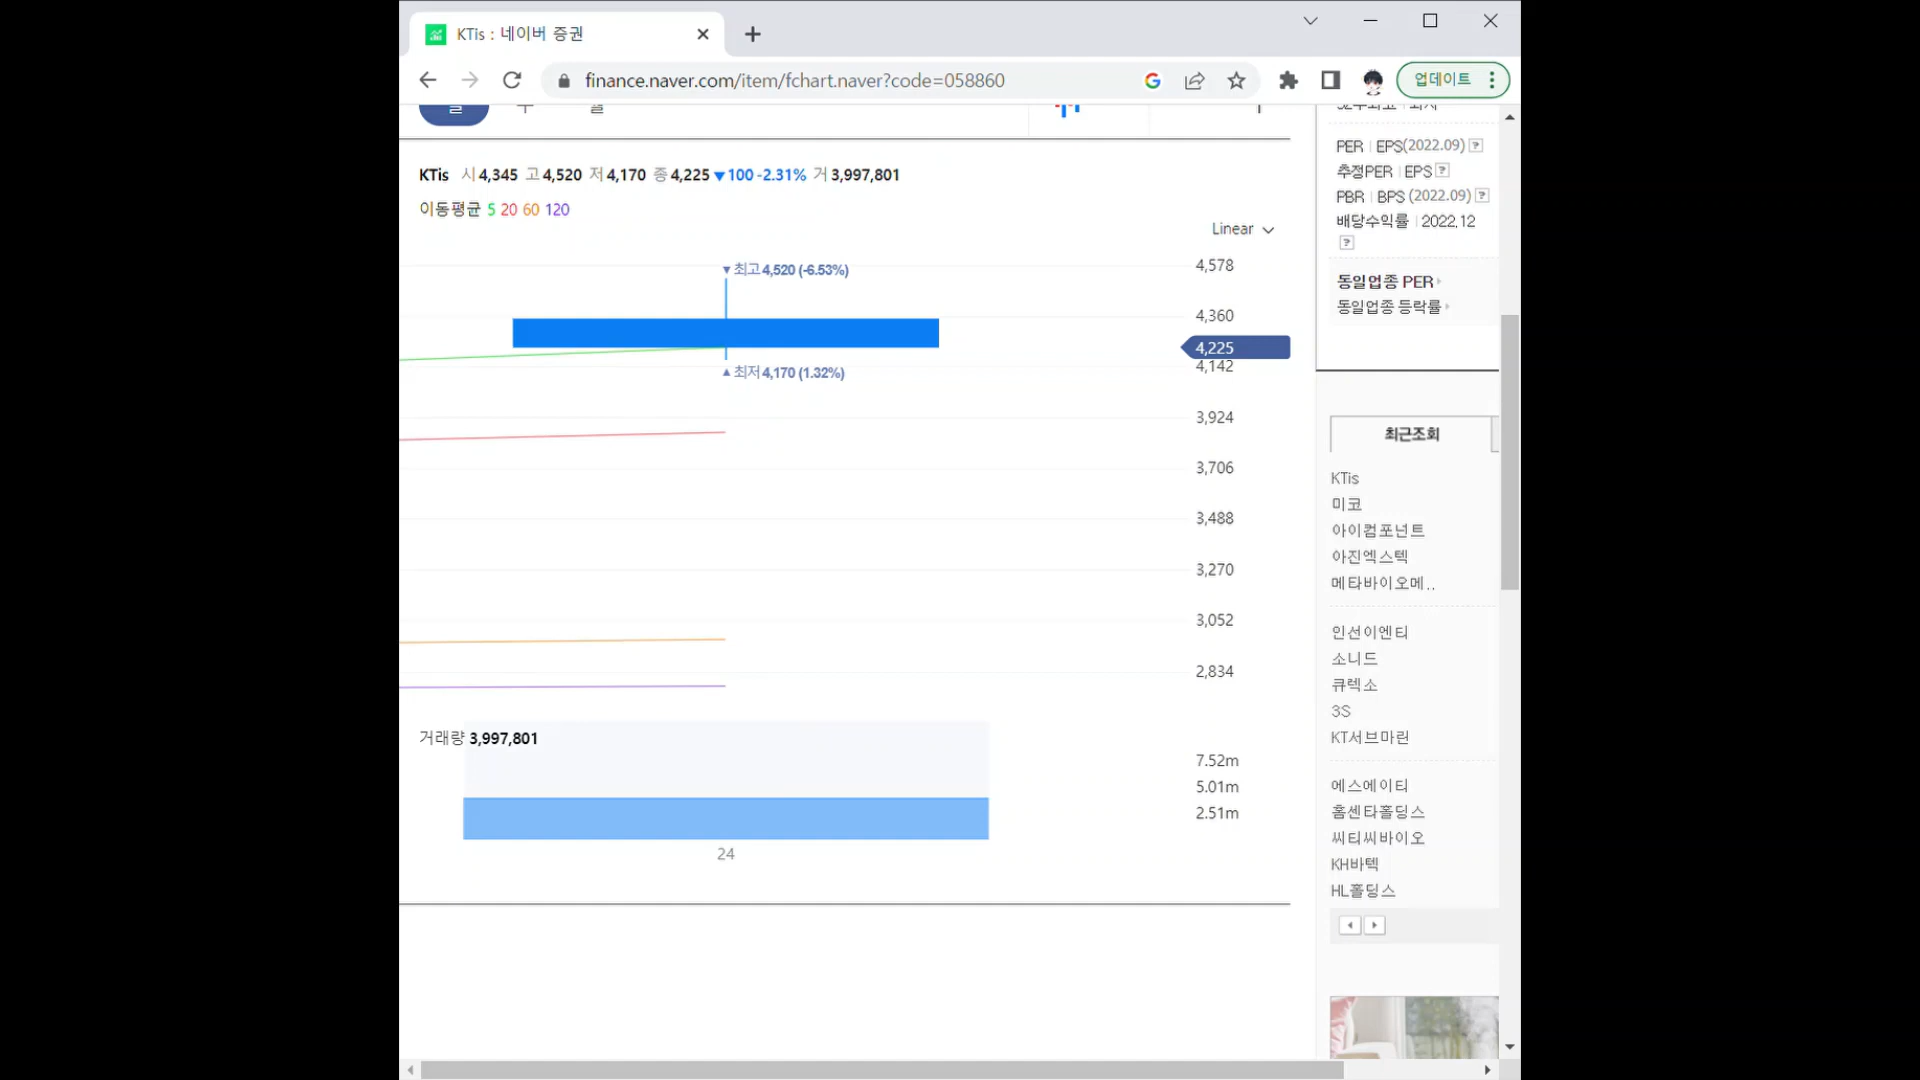 KTis : 네이버 증권
finance.naver.com/item/fchart.naver?code=058860
업데이트
KTis 시 4,345 고 4,520 저 4,170 종 4,225 ▼100 -2.31% 거 3,997,801
이동평균 5 20 60 120
Linear
▼최고 4,520 (-6.53%)
▲최저 4,170 (1.32%)
4,578
4,360
4,225
4,142
3,924
3,706
3,488
3,270
3,052
2,834
거래량 3,997,801
7.52m
5.01m
2.51m
24
PER | EPS(2022.09) ?
추정PER | EPS ?
PBR | BPS (2022.09) ?
배당수익률 | 2022.12
?
동일업종 PER
동일업종 등락률
최근조회
KTis
미코
아이컴포넌트
아진엑스텍
메타바이오메..
인선이엔티
소니드
큐렉소
3S
KT서브마린
에스에이티
홈센타홀딩스
씨티씨바이오
KH바텍
HL홀딩스